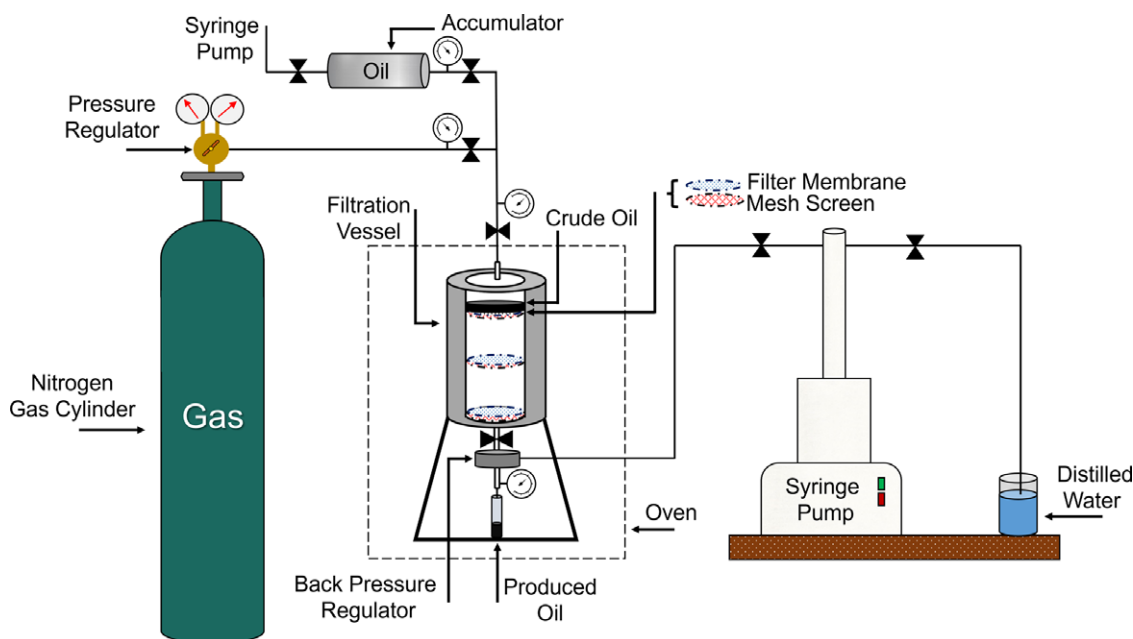 Syringe
Pump
Accumulator
Oil
Pressure
Regulator
Filter Membrane
Mesh Screen
Filtration
Vessel
Crude Oil
Nitrogen
Gas Cylinder
Gas
Syringe
Pump
Distilled
Water
Oven
Back Pressure
Regulator
Produced
Oil